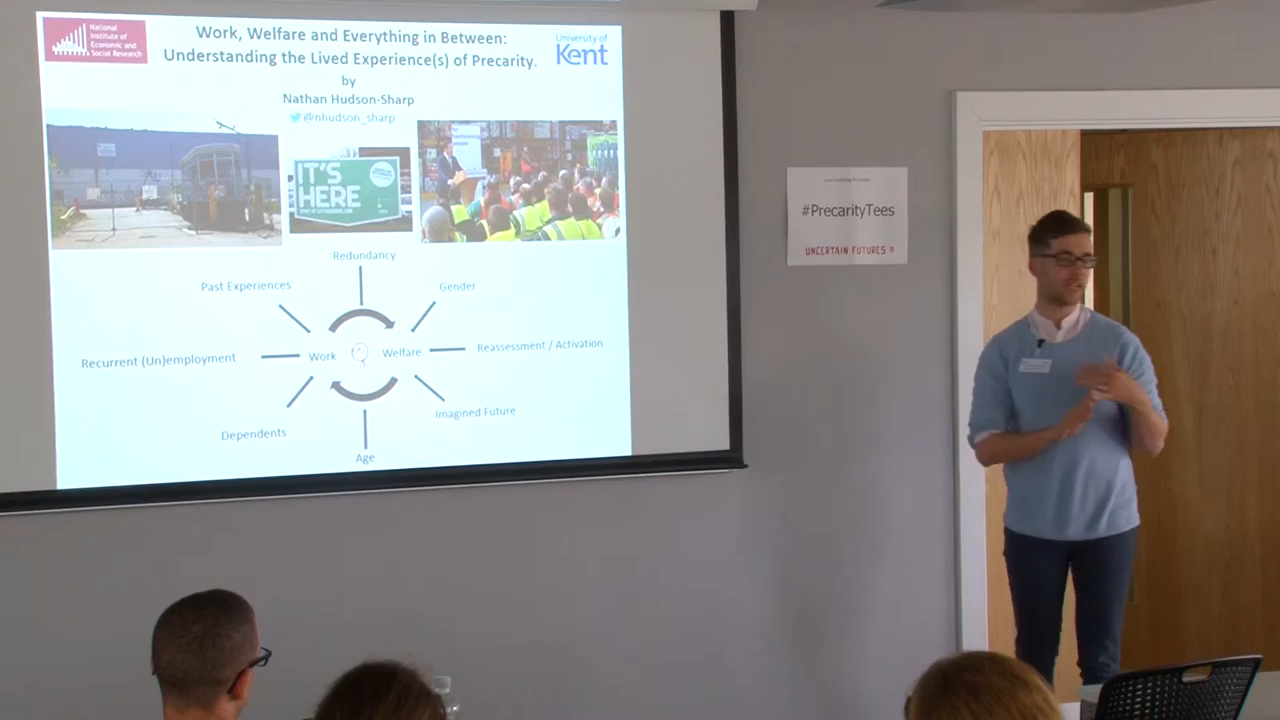 National
Institute of
Economic and
Social Research
Work, Welfare and Everything in Between:
Understanding the Lived Experience(s) of Precarity.
by
Nathan Hudson-Sharp
@nhudson_sharp
University of
Kent
IT'S
HERE
Redundancy
Past Experiences
Gender
Recurrent (Un)employment
Work
Welfare
Reassessment / Activation
Dependents
Imagined Future
Age
#PrecarityTees
UNCERTAIN FUTURES ?